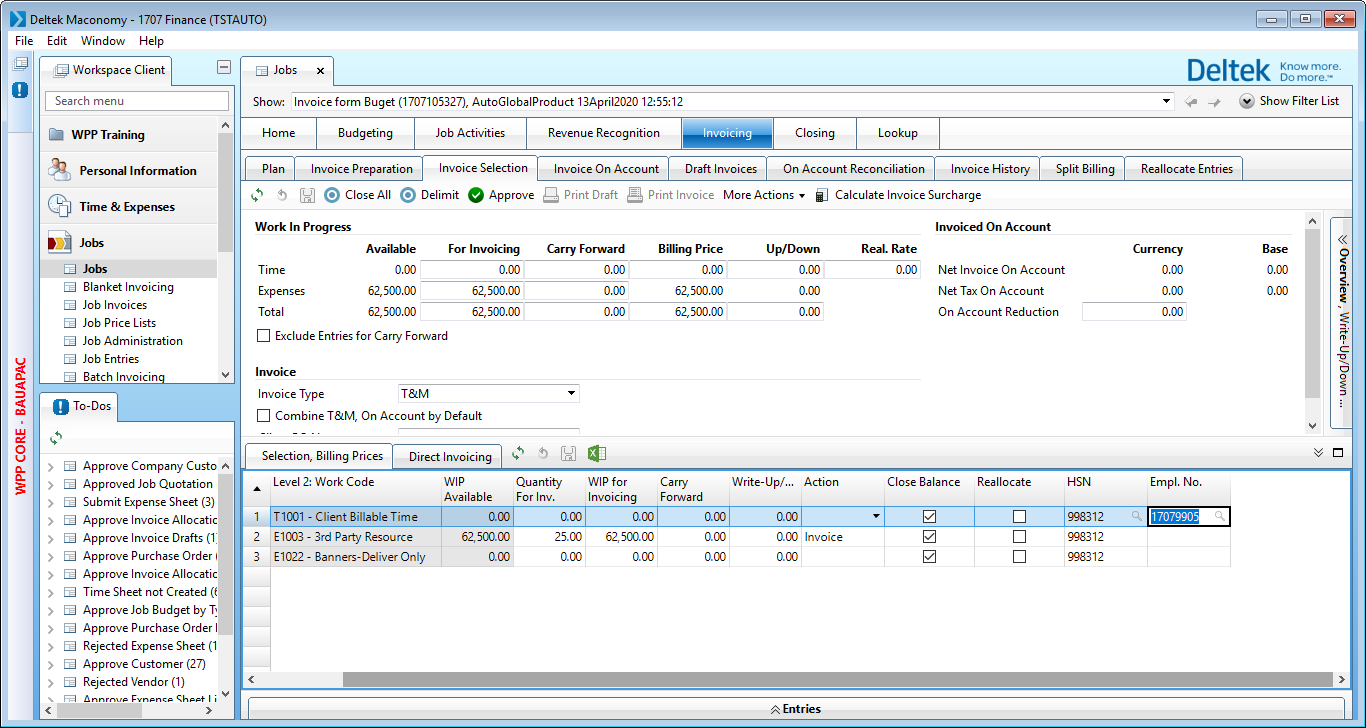 Deltek Maconomy - 1707 Finance (TSTAUTO)
File Edit Window Help
Workspace Client
Search menu
WPP Training
Personal Information
Time & Expenses
Jobs
Jobs
Blanket Invoicing
Job Invoices
Job Price Lists
Job Administration
Job Entries
Batch Invoicing
WPP CORE - BAUAPAC
To-Dos
Approve Company Custo
Approved Job Quotation
Submit Expense Sheet (3)
Approve Invoice Allocatic
Approve Invoice Drafts (1
Approve Purchase Order (
Approve Invoice Allocatic
Time Sheet not Created (6
Approve Job Budget by Ty
Approve Purchase Order I
Rejected Expense Sheet (1
Approve Customer (27)
Rejected Vendor (1)
Approve Expense Sheet Li
Jobs
Deltek Know more.
Do more.™
Show: Invoice form Buget (1707105327), AutoGlobalProduct 13April2020 12:55:12 Show Filter List
Home Budgeting Job Activities Revenue Recognition Invoicing Closing Lookup
Plan Invoice Preparation Invoice Selection Invoice On Account Draft Invoices On Account Reconciliation Invoice History Split Billing Reallocate Entries
Close All Delimit Approve Print Draft Print Invoice More Actions Calculate Invoice Surcharge
Work In Progress
Available For Invoicing Carry Forward Billing Price Up/Down Real. Rate
Time 0.00 0.00 0.00 0.00 0.00 0.00
Expenses 62,500.00 62,500.00 0.00 62,500.00 0.00
Total 62,500.00 62,500.00 0.00 62,500.00 0.00
Exclude Entries for Carry Forward
Invoice
Invoice Type T&M
Combine T&M, On Account by Default
Invoiced On Account
Currency Base
Net Invoice On Account 0.00 0.00
Net Tax On Account 0.00 0.00
On Account Reduction 0.00
Overview, Write-Up/Down ...
Selection, Billing Prices Direct Invoicing
Level 2: Work Code WIP Available Quantity For Inv. WIP for Invoicing Carry Forward Write-Up/... Action Close Balance Reallocate HSN Empl. No.
1 T1001 - Client Billable Time 0.00 0.00 0.00 0.00 0.00 998312 17079905
2 E1003 - 3rd Party Resource 62,500.00 25.00 62,500.00 0.00 0.00 Invoice 998312
3 E1022 - Banners-Deliver Only 0.00 0.00 0.00 0.00 0.00 998312
Entries